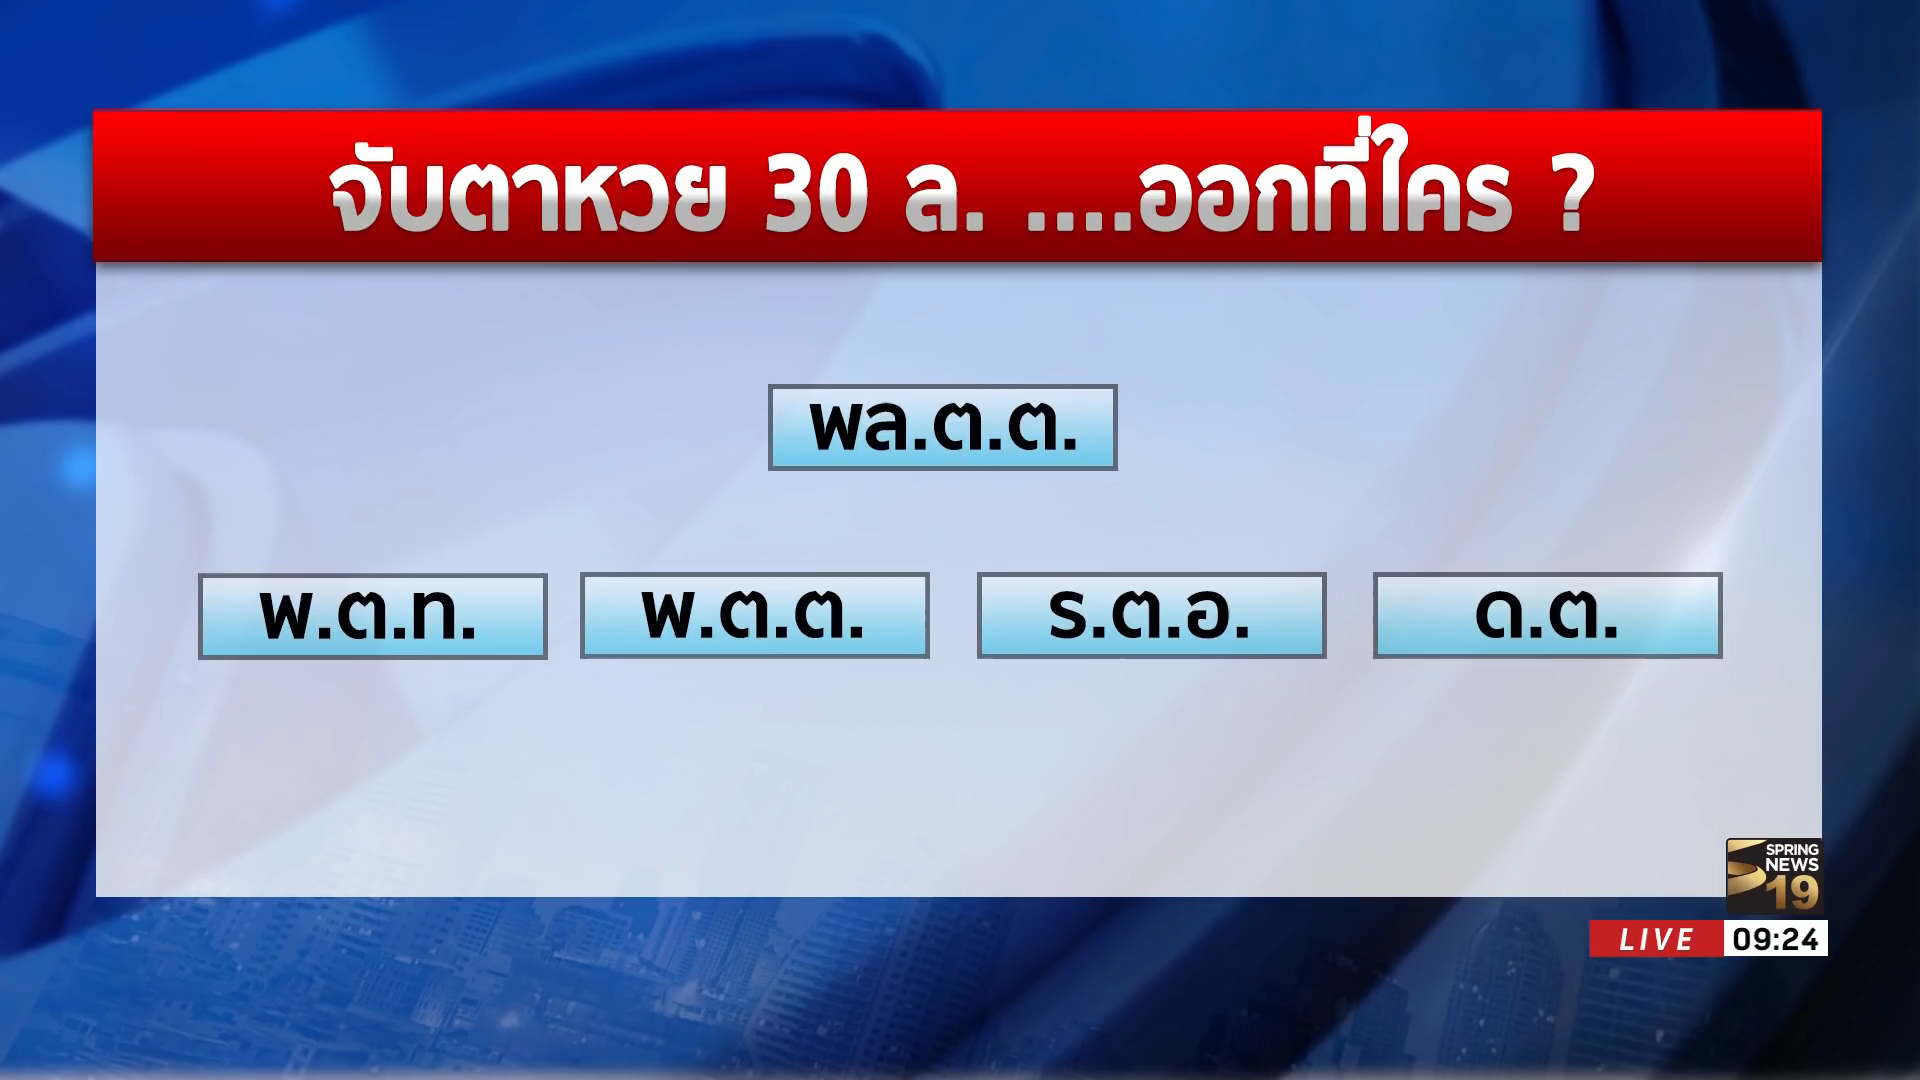 จับตาหวย 30 ล. ....ออกที่ใคร ?
พล.ต.ต.
พ.ต.ท.
พ.ต.ต.
ร.ต.อ.
ด.ต.
SPRING
NEWS
19
LIVE 09:24